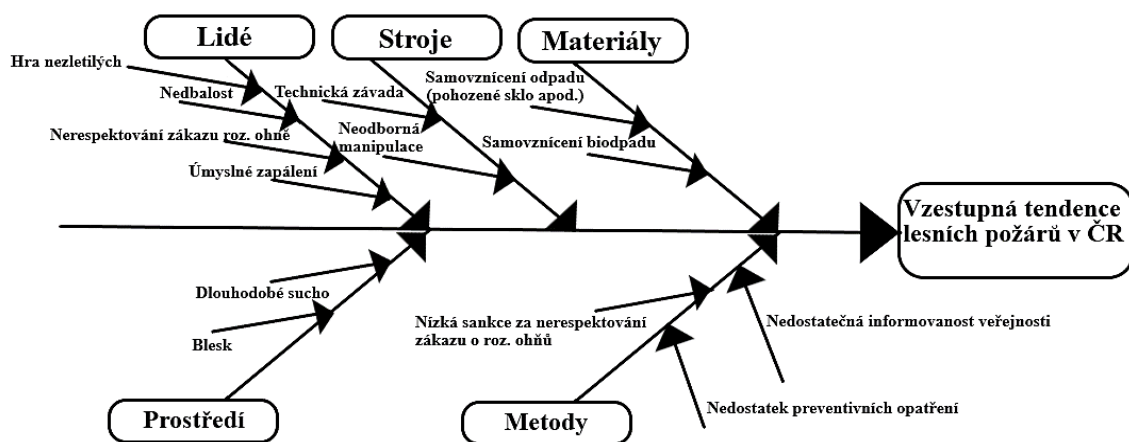 Lidé
Stroje
Materiály
Hra nezletilých
Nedbalost
Nerespektování zákazu roz. ohně
Úmyslné zapálení
Technická závada
Neodborná
manipulace
Samovznícení odpadu
(pohozené sklo apod.)
Samovznícení biodpadu
Vzestupná tendence
lesních požárů v ČR
Dlouhodobé sucho
Blesk
Nízká sankce za nerespektování
zákazu o roz. ohňů
Nedostatečná informovanost veřejnosti
Nedostatek preventivních opatření
Prostředí
Metody